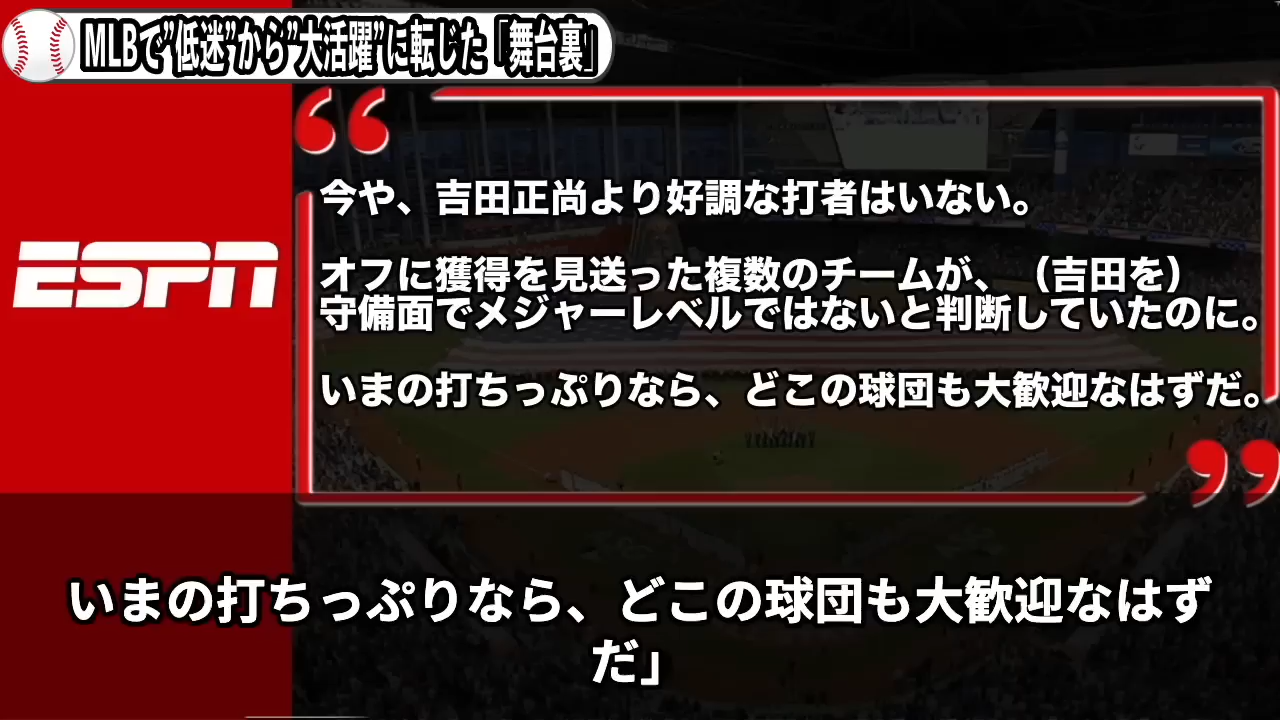 MLBで”低迷”から”大活躍”に転じた「舞台裏」
ESPN
今や、吉田正尚より好調な打者はいない。
オフに獲得を見送った複数のチームが、（吉田を）
守備面でメジャーレベルではないと判断していたのに。
いまの打ちっぷりなら、どこの球団も大歓迎なはずだ。
いまの打ちっぷりなら、どこの球団も大歓迎なはず
だ」